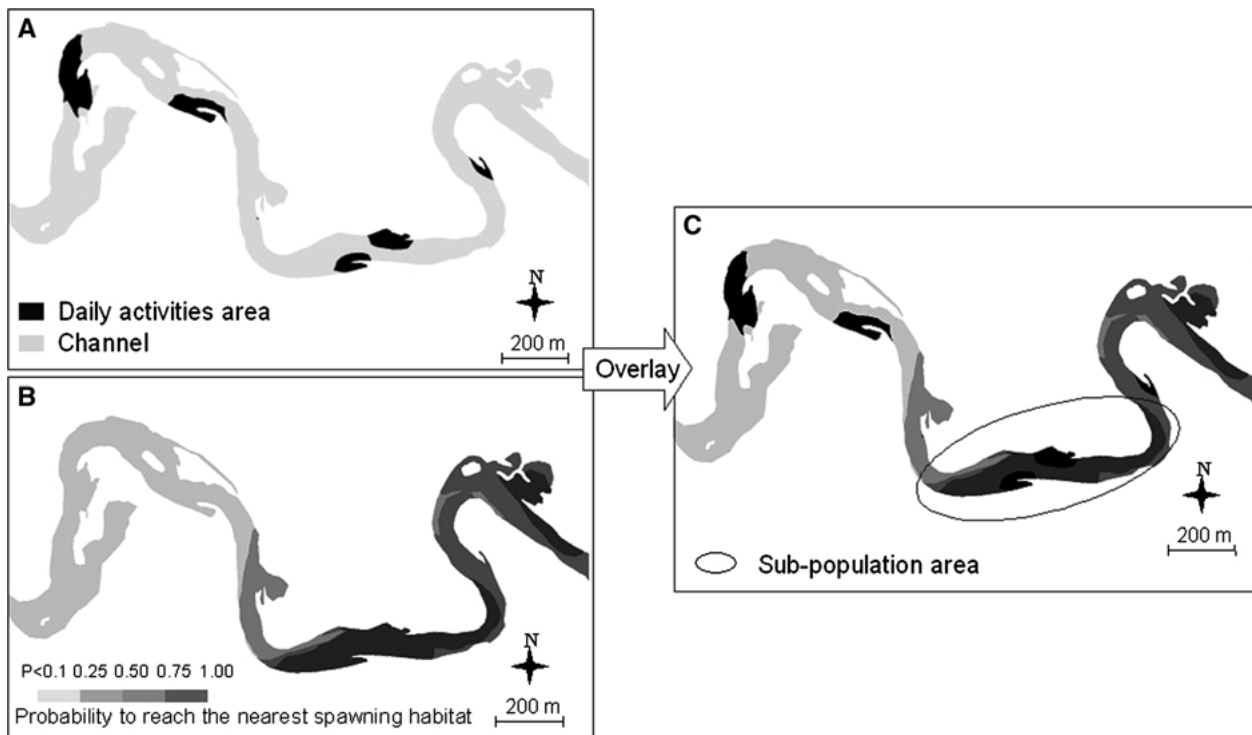 A
N
Daily activities area
Channel
200 m
B
N
P<0.1 0.25 0.50 0.75 1.00
Probability to reach the nearest spawning habitat
200 m
Overlay
C
N
200 m
Sub-population area